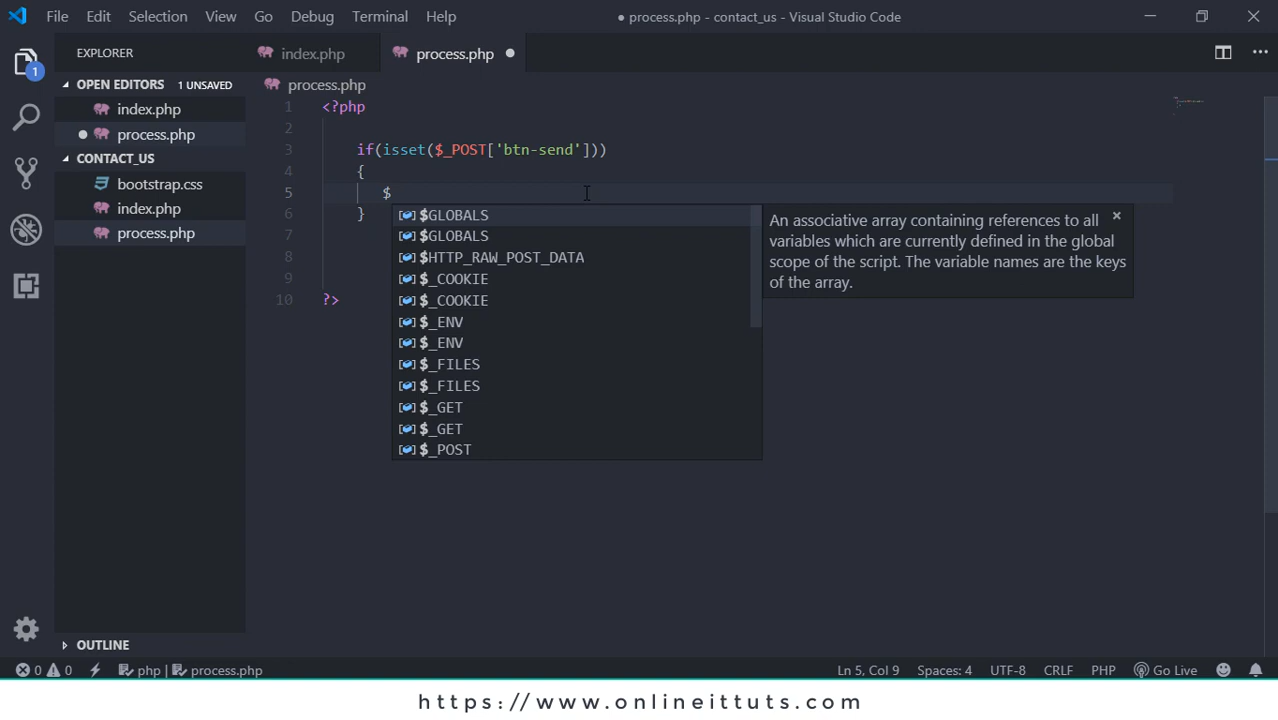 File Edit Selection View Go Debug Terminal Help
● process.php - contact_us - Visual Studio Code
EXPLORER
index.php
process.php
OPEN EDITORS 1 UNSAVED
index.php
process.php
CONTACT_US
bootstrap.css
index.php
process.php
OUTLINE
1
process.php
1 <?php
2
3 if(isset($_POST['btn-send']))
4 {
5 $
6 }
7
8
9
10 ?>
$GLOBALS
$GLOBALS
$HTTP_RAW_POST_DATA
$_COOKIE
$_COOKIE
$_ENV
$_ENV
$_FILES
$_FILES
$_GET
$_GET
$_POST
An associative array containing references to all
variables which are currently defined in the global
scope of the script. The variable names are the keys
of the array.
0 0 php | process.php Ln 5, Col 9 Spaces: 4 UTF-8 CRLF PHP Go Live
https://www.onlineittuts.com